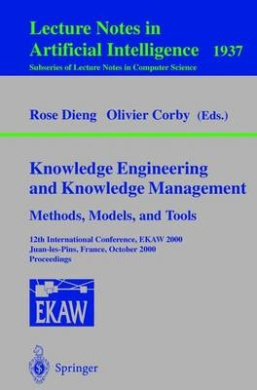 Lecture Notes in
Artificial Intelligence 1937
Subseries of Lecture Notes in Computer Science
Rose Dieng Olivier Corby (Eds.)
Knowledge Engineering
and Knowledge Management
Methods, Models, and Tools
12th International Conference, EKAW 2000
Juan-les-Pins, France, October 2000
Proceedings
EKAW
Springer